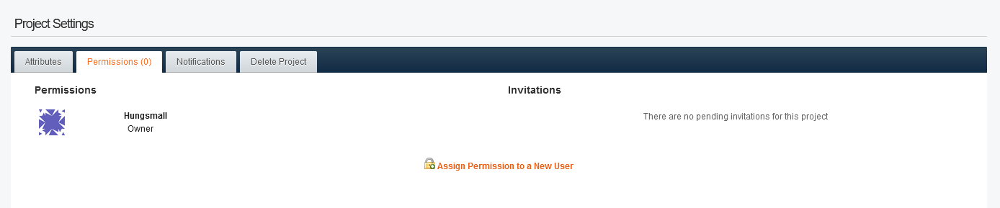 Project Settings
Attributes
Permissions (0)
Notifications
Delete Project
Permissions
Invitations
Hungsmall
Owner
There are no pending invitations for this project
Assign Permission to a New User